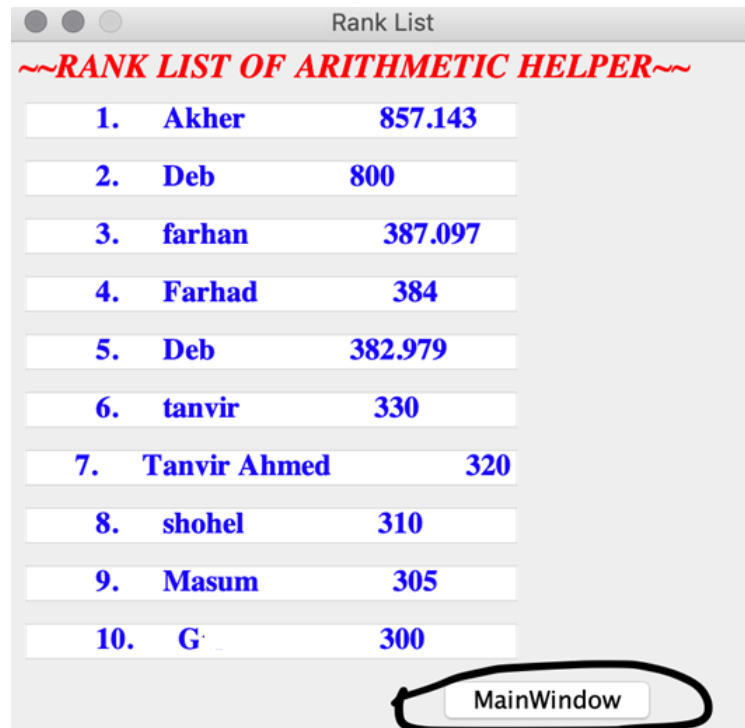 Rank List
~~RANK LIST OF ARITHMETIC HELPER~~
1. Akher 857.143
2. Deb 800
3. farhan 387.097
4. Farhad 384
5. Deb 382.979
6. tanvir 330
7. Tanvir Ahmed 320
8. shohel 310
9. Masum 305
10. G 300
MainWindow